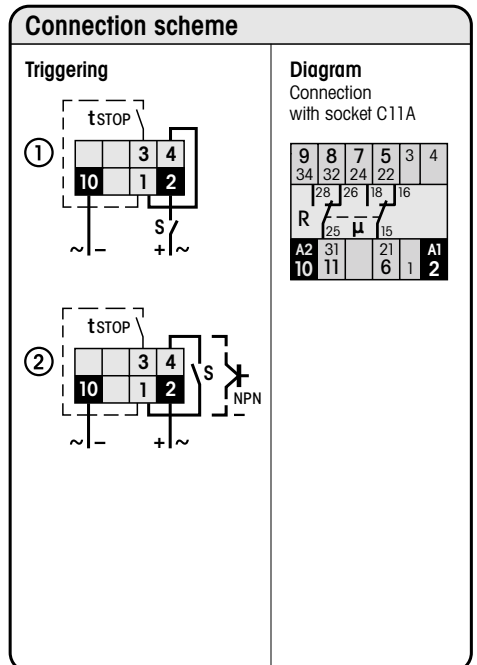 Connection scheme
Triggering
1
tSTOP
3 4
10 1 2
S
~ – + ~
2
tSTOP
3 4 S
10 1 2 NPN
~ – + ~
Diagram
Connection
with socket C11A
9 8 7 5 3 4
34 32 24 22
28 26 18 16
R µ
25 15
A2 31 21 A1
10 11 6 1 2